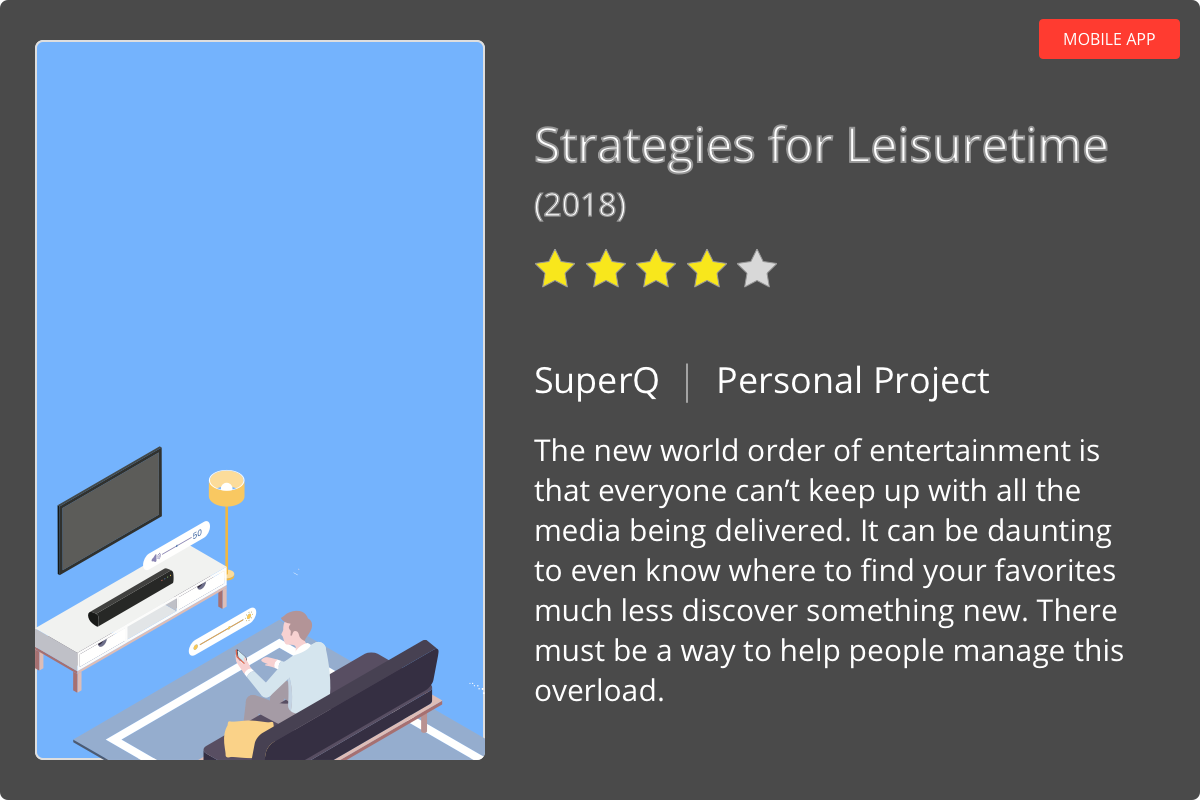 MOBILE APP
Strategies for Leisuretime
(2018)
SuperQ | Personal Project
The new world order of entertainment is
that everyone can’t keep up with all the
media being delivered. It can be daunting
to even know where to find your favorites
much less discover something new. There
must be a way to help people manage this
overload.
50